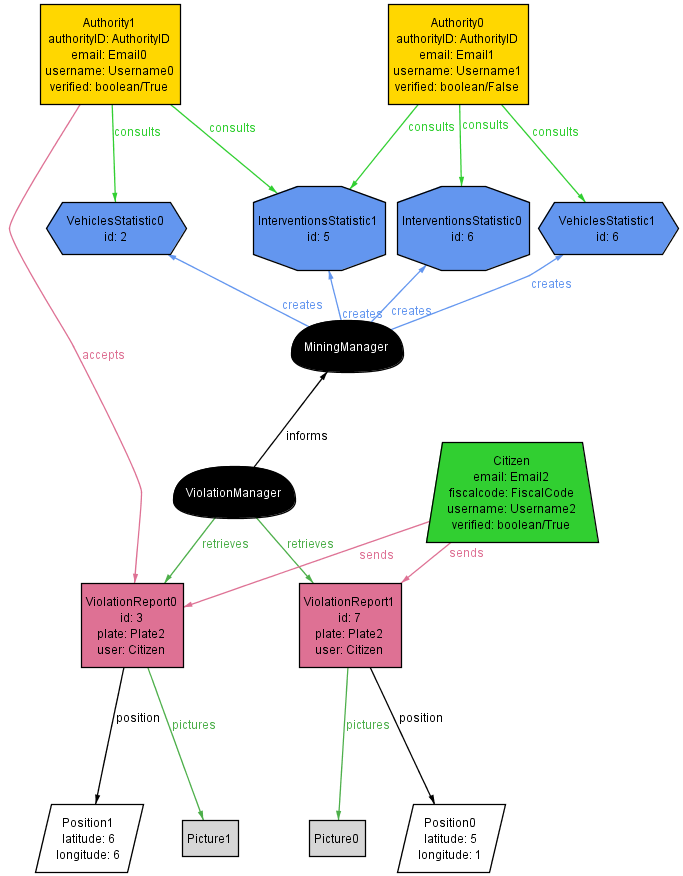 Authority1
authorityID: AuthorityID
email: Email0
username: Username0
verified: boolean/True
Authority0
authorityID: AuthorityID
email: Email1
username: Username1
verified: boolean/False
consults
consults
consults
consults
consults
VehiclesStatistic0
id: 2
InterventionsStatistic1
id: 5
InterventionsStatistic0
id: 6
VehiclesStatistic1
id: 6
creates
creates
creates
creates
MiningManager
accepts
informs
Citizen
email: Email2
fiscalcode: FiscalCode
username: Username2
verified: boolean/True
ViolationManager
retrieves
retrieves
sends
sends
ViolationReport0
id: 3
plate: Plate2
user: Citizen
ViolationReport1
id: 7
plate: Plate2
user: Citizen
position
pictures
pictures
position
Position1
latitude: 6
longitude: 6
Picture1
Picture0
Position0
latitude: 5
longitude: 1